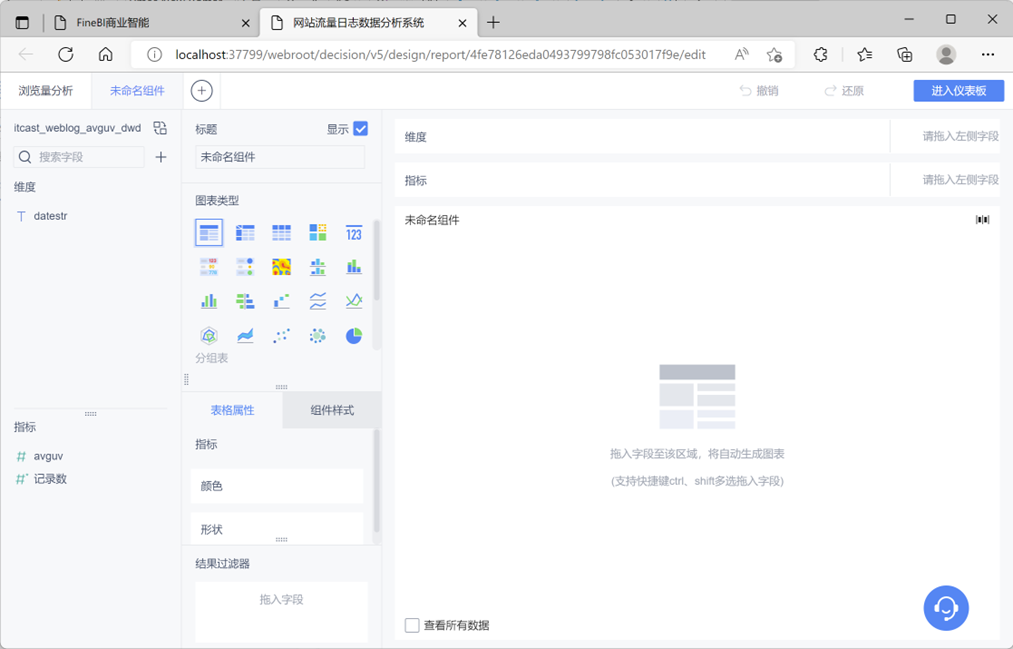 FineBI商业智能
网站流量日志数据分析系统
localhost:37799/webroot/decision/v5/design/report/4fe78126eda0493799798fc053017f9e/edit
浏览量分析
未命名组件
撤销
还原
进入仪表板
itcast_weblog_avguv_dwd
搜索字段
维度
datestr
指标
avguv
记录数
标题
显示
未命名组件
图表类型
123
分组表
表格属性
组件样式
指标
颜色
形状
结果过滤器
拖入字段
维度
请拖入左侧字段
指标
请拖入左侧字段
未命名组件
拖入字段至该区域，将自动生成图表
(支持快捷键ctrl、shift多选拖入字段)
查看所有数据